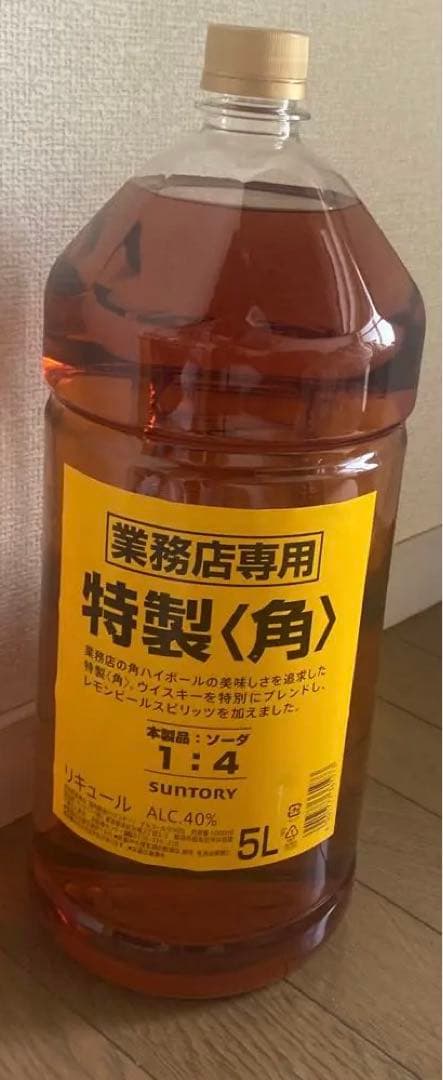 業務店専用
特製〈角〉
業務店の角ハイボールの美味しさを追求した
特製〈角〉。ウイスキーを特別にブレンドし、
レモンピールスピリッツを加えました。
本製品：ソーダ
1：4
SUNTORY
リキュール ALC.40%
5L